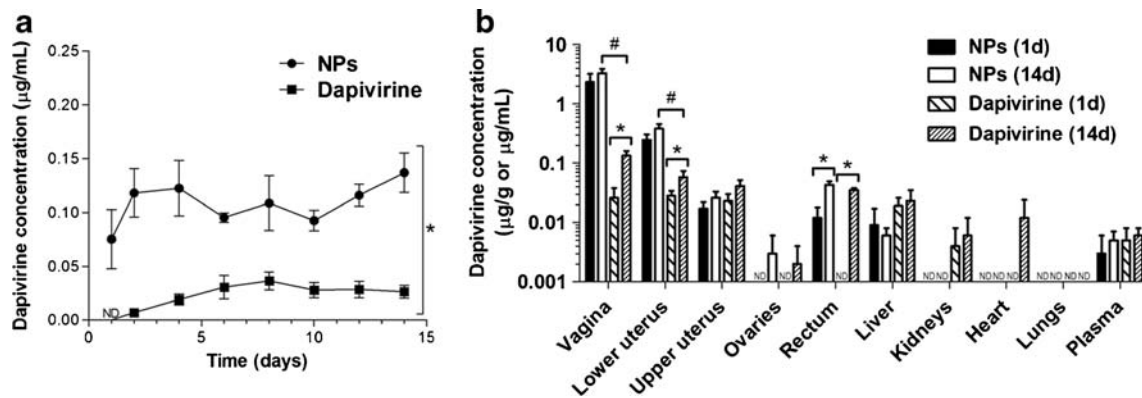 a
Dapivirine concentration (µg/mL)
0.25
0.20
0.15
0.10
0.05
0.00
NPs
Dapivirine
ND
*
0
5
10
15
Time (days)
b
Dapivirine concentration
(µg/g or µg/mL)
10
1
0.1
0.01
0.001
#
*
#
*
* *
NPs (1d)
NPs (14d)
Dapivirine (1d)
Dapivirine (14d)
ND ND ND ND ND ND ND ND ND ND ND ND
Vagina
Lower uterus
Upper uterus
Ovaries
Rectum
Liver
Kidneys
Heart
Lungs
Plasma